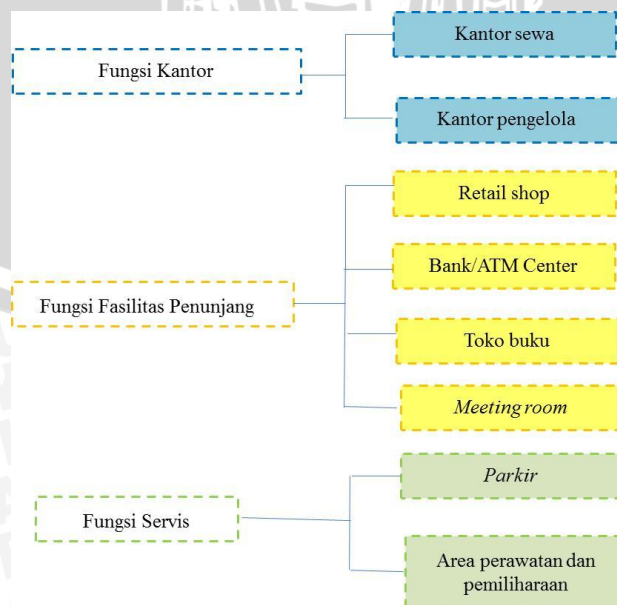 Kantor sewa
Fungsi Kantor
Kantor pengelola
Retail shop
Bank/ATM Center
Fungsi Fasilitas Penunjang
Toko buku
Meeting room
Parkir
Fungsi Servis
Area perawatan dan
pemiliharaan